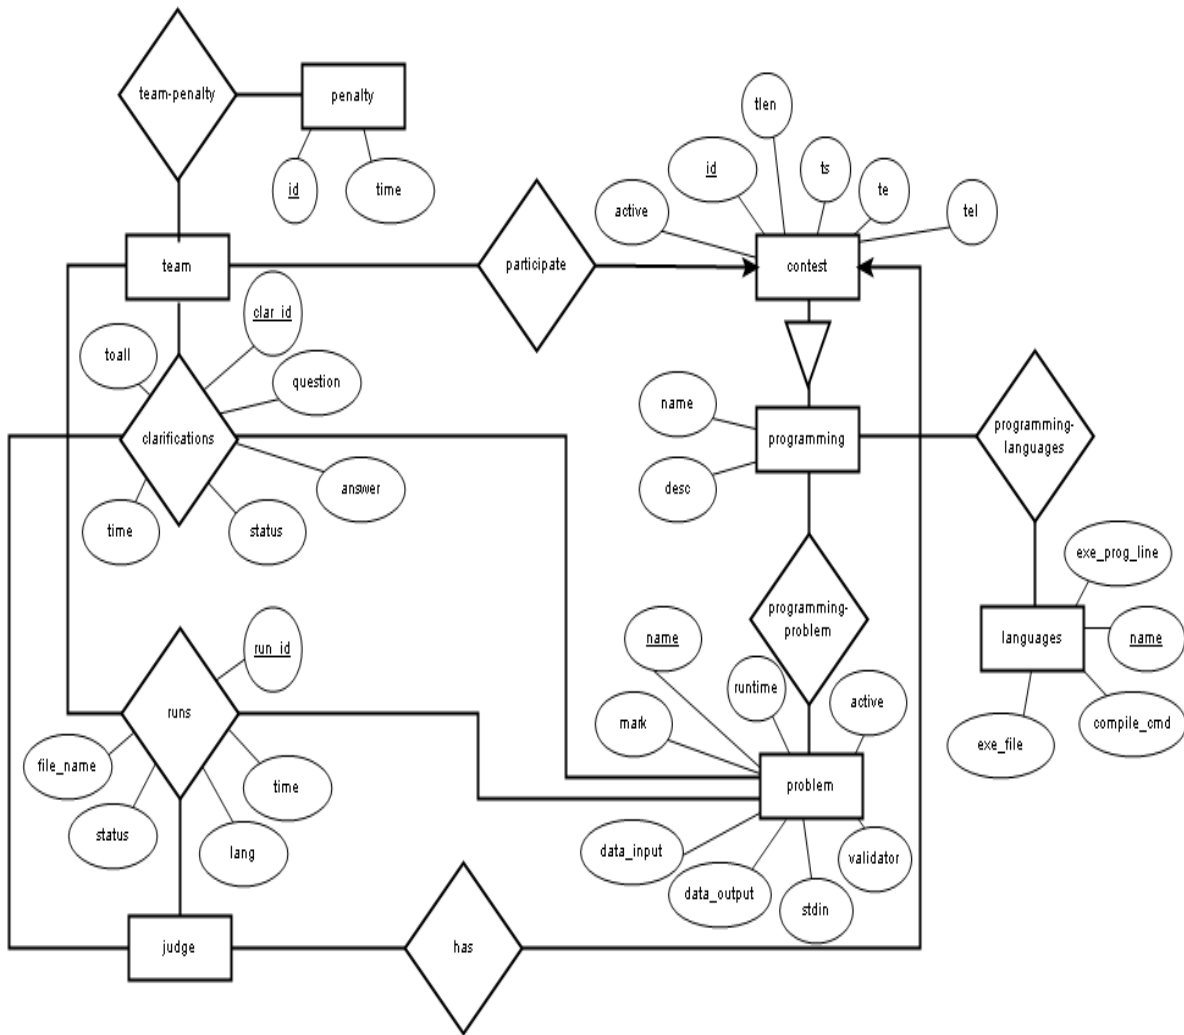 team-penalty
penalty
id
time
tlen
id
ts
te
tel
active
team
participate
contest
clar_id
toall
question
clarifications
answer
time
status
name
programming
desc
programming-
languages
exe_prog_line
languages
name
compile_cmd
exe_file
programming-
problem
name
runtime
active
mark
problem
run_id
runs
file_name
time
status
lang
data_input
data_output
stdin
validator
judge
has